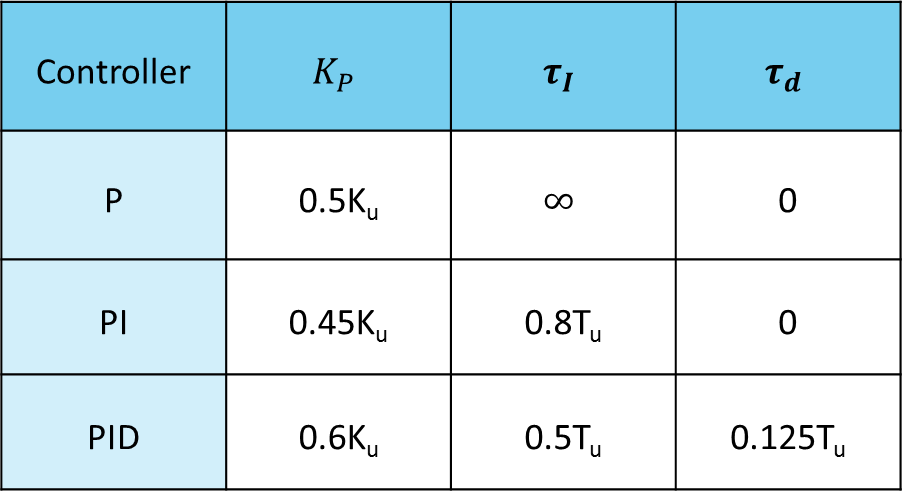 Controller K_P τ_I τ_d
P 0.5K_u ∞ 0
PI 0.45K_u 0.8T_u 0
PID 0.6K_u 0.5T_u 0.125T_u